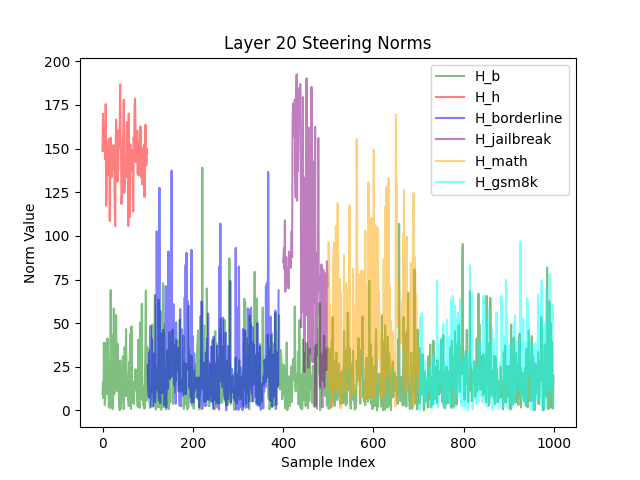 Layer 20 Steering Norms
200
175
150
125
100
75
50
25
0
Norm Value
H_b
H_h
H_borderline
H_jailbreak
H_math
H_gsm8k
0
200
400
600
800
1000
Sample Index